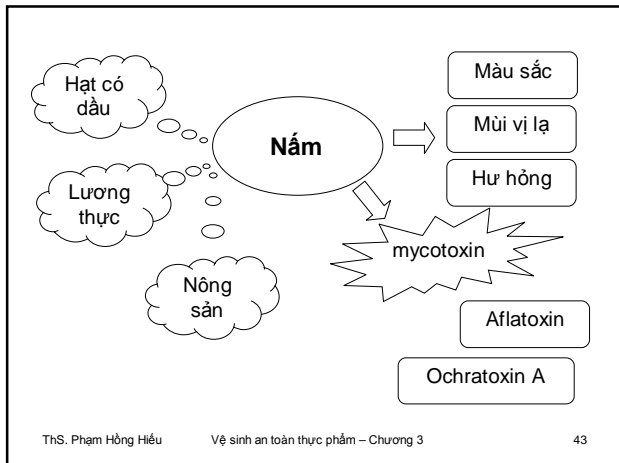 Hạt có
dầu
Lương
thực
Nông
sản
Nấm
Màu sắc
Mùi vị lạ
Hư hỏng
mycotoxin
Aflatoxin
Ochratoxin A
ThS. Phạm Hồng Hiếu Vệ sinh an toàn thực phẩm – Chương 3 43